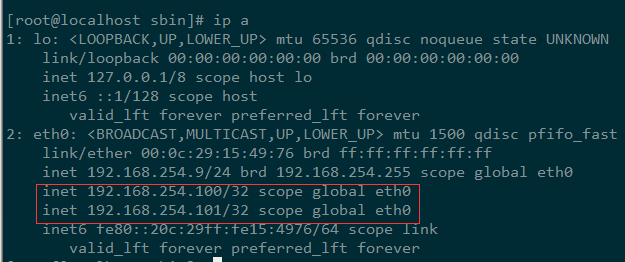 [root@localhost sbin]# ip a
1: lo: <LOOPBACK,UP,LOWER_UP> mtu 65536 qdisc noqueue state UNKNOWN
link/loopback 00:00:00:00:00:00 brd 00:00:00:00:00:00
inet 127.0.0.1/8 scope host lo
inet6 ::1/128 scope host
valid_lft forever preferred_lft forever
2: eth0: <BROADCAST,MULTICAST,UP,LOWER_UP> mtu 1500 qdisc pfifo_fast
link/ether 00:0c:29:15:49:76 brd ff:ff:ff:ff:ff:ff
inet 192.168.254.9/24 brd 192.168.254.255 scope global eth0
inet 192.168.254.100/32 scope global eth0
inet 192.168.254.101/32 scope global eth0
inet6 fe80::20c:29ff:fe15:4976/64 scope link
valid_lft forever preferred_lft forever